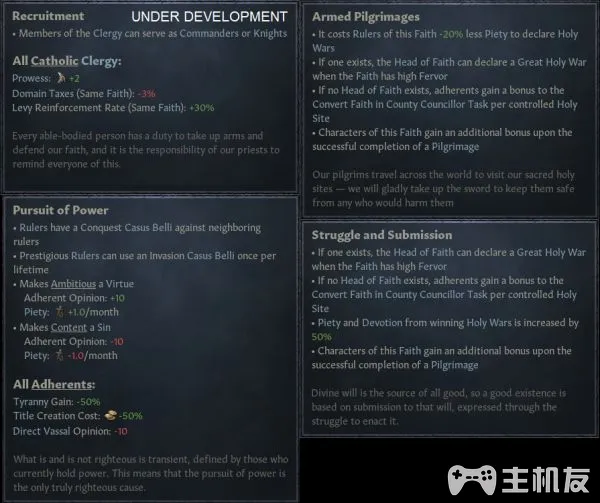 Recruitment
UNDER DEVELOPMENT
• Members of the Clergy can serve as Commanders or Knights
All Catholic Clergy:
Prowess: +2
Domain Taxes (Same Faith): -3%
Levy Reinforcement Rate (Same Faith): +30%
Every able-bodied person has a duty to take up arms and
defend our faith, and it is the responsibility of our priests to
remind everyone of this.
Pursuit of Power
• Rulers have a Conquest Casus Belli against neighboring
rulers
• Prestigious Rulers can use an Invasion Casus Belli once per
lifetime
• Makes Ambitious a Virtue
Adherent Opinion: +10
Piety: +1.0/month
• Makes Content a Sin
Adherent Opinion: -10
Piety: -1.0/month
All Adherents:
Tyranny Gain: -50%
Title Creation Cost: -50%
Direct Vassal Opinion: -10
What is and is not righteous is transient, defined by those who
currently hold power. This means that the pursuit of power is
the only truly righteous cause.
Armed Pilgrimages
• It costs Rulers of this Faith -20% less Piety to declare Holy
Wars
• If one exists, the Head of Faith can declare a Great Holy War
when the Faith has high Fervor
• If no Head of Faith exists, adherents gain a bonus to the
Convert Faith in County Councillor Task per controlled Holy
Site
• Characters of this Faith gain an additional bonus upon the
successful completion of a Pilgrimage
Our pilgrims travel across the world to visit our sacred holy
sites — we will gladly take up the sword to keep them safe
from any who would harm them
Struggle and Submission
• If one exists, the Head of Faith can declare a Great Holy War
when the Faith has high Fervor
• If no Head of Faith exists, adherents gain a bonus to the
Convert Faith in County Councillor Task per controlled Holy
Site
• Piety and Devotion from winning Holy Wars is increased by
50%
• Characters of this Faith gain an additional bonus upon the
successful completion of a Pilgrimage
Divine will is the source of all good, so a good existence is
based on submission to that will, expressed through the
struggle to enact it.
主机友